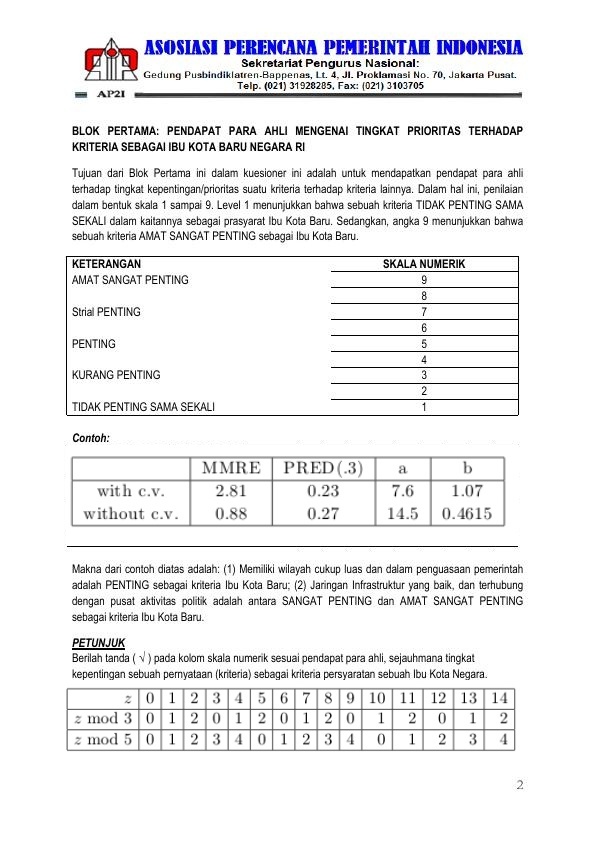 ASOSIASI PERENCANA PEMERINTAH INDONESIA
Sekretariat Pengurus Nasional:
Gedung Pusbindiklatren-Bappenas, Lt. 4, Jl. Proklamasi No. 70, Jakarta Pusat.
Telp. (021) 31928285, Fax: (021) 3103705
AP2I
BLOK PERTAMA: PENDAPAT PARA AHLI MENGENAI TINGKAT PRIORITAS TERHADAP
KRITERIA SEBAGAI IBU KOTA BARU NEGARA RI
Tujuan dari Blok Pertama ini dalam kuesioner ini adalah untuk mendapatkan pendapat para ahli
terhadap tingkat kepentingan/prioritas suatu kriteria terhadap kriteria lainnya. Dalam hal ini, penilaian
dalam bentuk skala 1 sampai 9. Level 1 menunjukkan bahwa sebuah kriteria TIDAK PENTING SAMA
SEKALI dalam kaitannya sebagai prasyarat Ibu Kota Baru. Sedangkan, angka 9 menunjukkan bahwa
sebuah kriteria AMAT SANGAT PENTING sebagai Ibu Kota Baru.
KETERANGAN SKALA NUMERIK
AMAT SANGAT PENTING 9
8
Strial PENTING 7
6
PENTING 5
4
KURANG PENTING 3
2
TIDAK PENTING SAMA SEKALI 1
Contoh:
MMRE PRED(.3) a b
with c.v. 2.81 0.23 7.6 1.07
without c.v. 0.88 0.27 14.5 0.4615
Makna dari contoh diatas adalah: (1) Memiliki wilayah cukup luas dan dalam penguasaan pemerintah
adalah PENTING sebagai kriteria Ibu Kota Baru; (2) Jaringan Infrastruktur yang baik, dan terhubung
dengan pusat aktivitas politik adalah antara SANGAT PENTING dan AMAT SANGAT PENTING
sebagai kriteria Ibu Kota Baru.
PETUNJUK
Berilah tanda ( √ ) pada kolom skala numerik sesuai pendapat para ahli, sejauhmana tingkat
kepentingan sebuah pernyataan (kriteria) sebagai kriteria persyaratan sebuah Ibu Kota Negara.
z 0 1 2 3 4 5 6 7 8 9 10 11 12 13 14
z mod 3 0 1 2 0 1 2 0 1 2 0 1 2 0 1 2
z mod 5 0 1 2 3 4 0 1 2 3 4 0 1 2 3 4
2